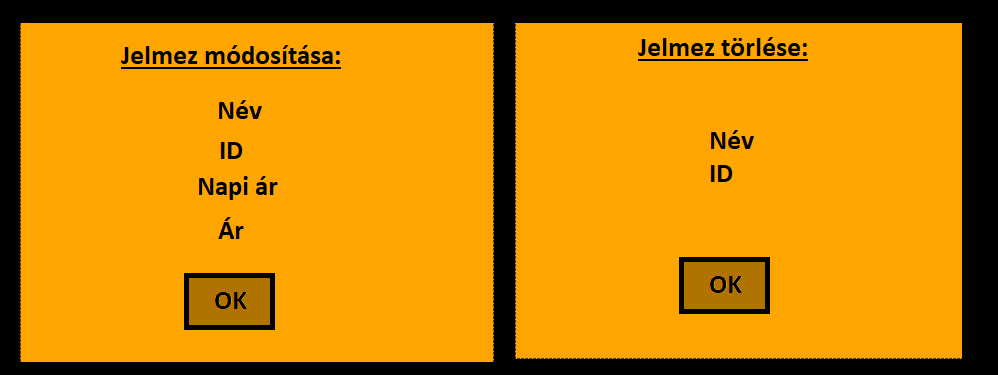 Jelmez módosítása:
Név
ID
Napi ár
Ár
OK
Jelmez törlése:
Név
ID
OK